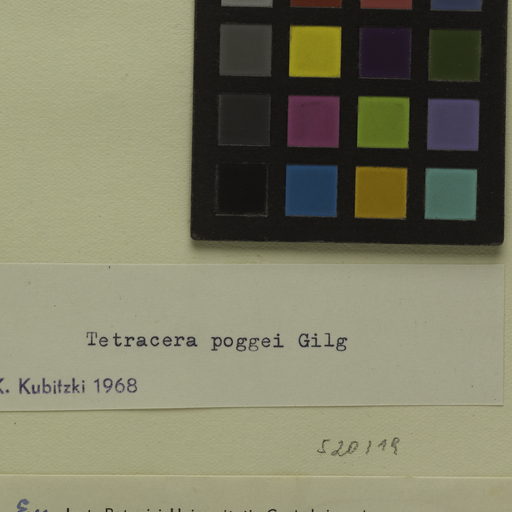 Tetracera poggei Gilg
K. Kubitzki 1968
520119